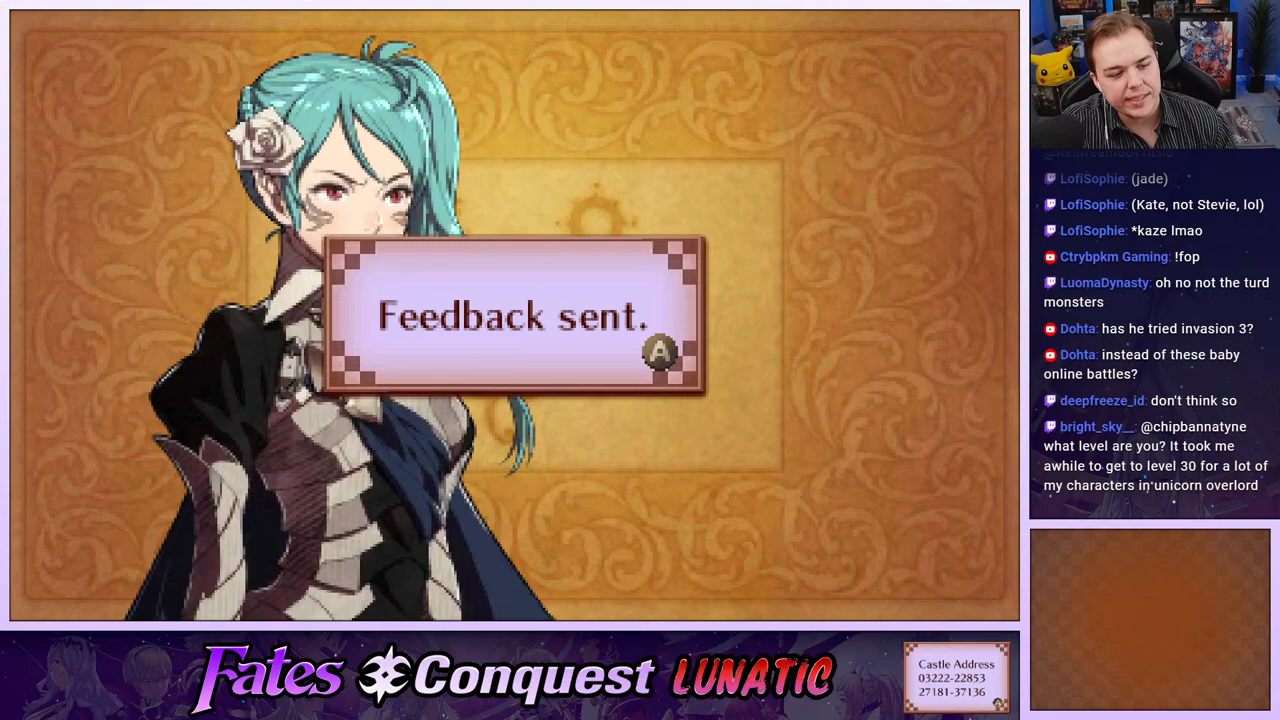 Feedback sent.
A
LofiSophie: (jade)
LofiSophie: (Kate, not Stevie, lol)
LofiSophie: *kaze lmao
Ctrybpkm Gaming: !fop
LuomaDynasty: oh no not the turd
monsters
Dohta: has he tried invasion 3?
Dohta: instead of these baby
online battles?
deepfreeze_id: don't think so
bright_sky__: @chipbannatyne
what level are you? It took me
awhile to get to level 30 for a lot of
my characters in unicorn overlord
Fates Conquest LUNATIC
Castle Address
03222-22853
27181-37136